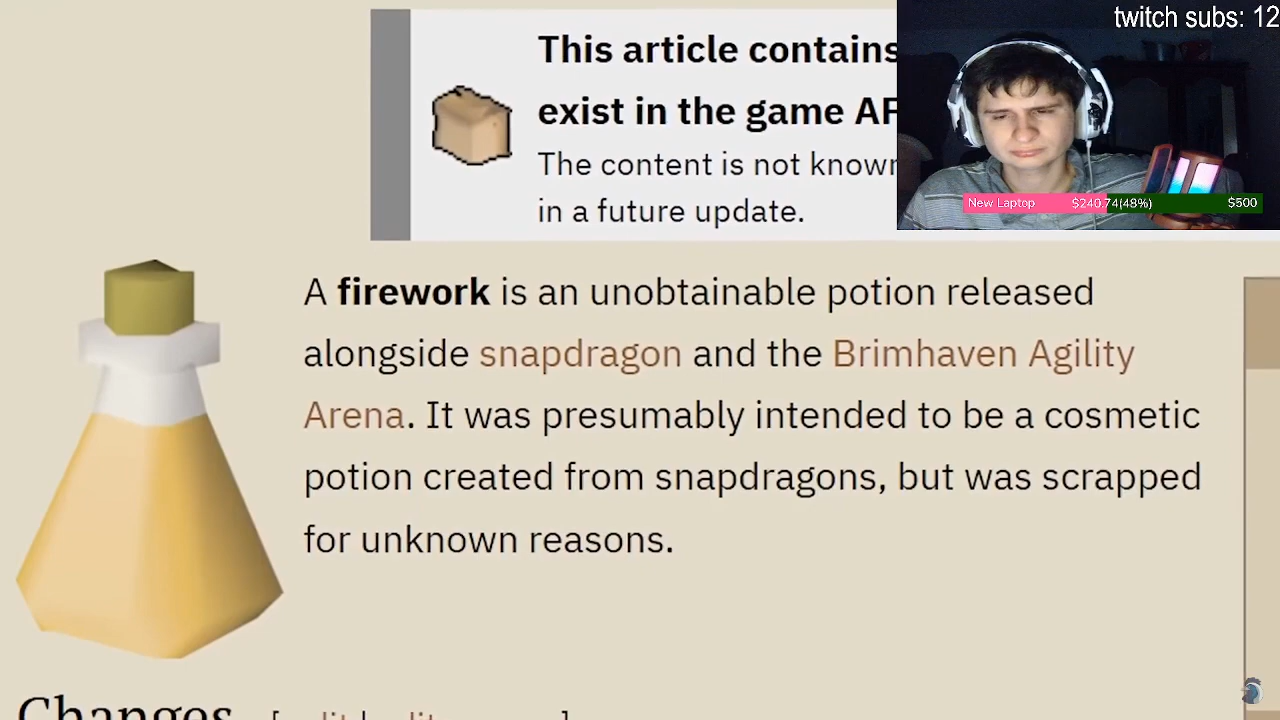 twitch subs: 12
This article contains
exist in the game AF
The content is not known
in a future update.
New Laptop $240.74(48%) $500
A firework is an unobtainable potion released
alongside snapdragon and the Brimhaven Agility
Arena. It was presumably intended to be a cosmetic
potion created from snapdragons, but was scrapped
for unknown reasons.
Changes